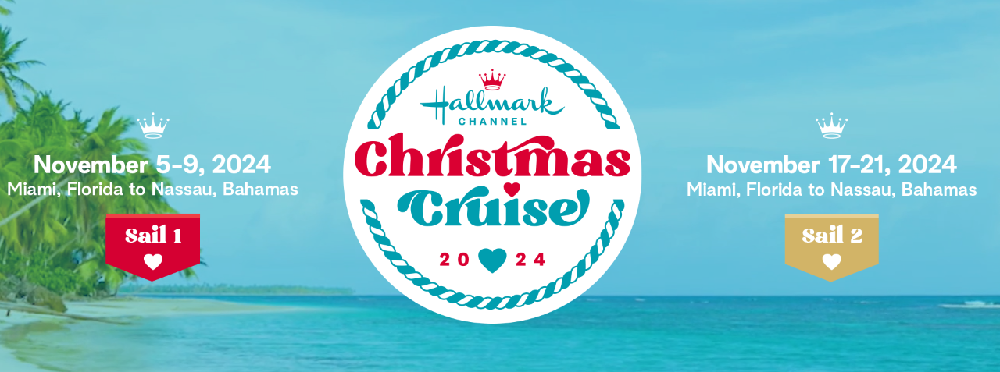 November 5-9, 2024
Miami, Florida to Nassau, Bahamas
Sail 1
Hallmark
CHANNEL
Christmas
Cruise
20 24
November 17-21, 2024
Miami, Florida to Nassau, Bahamas
Sail 2